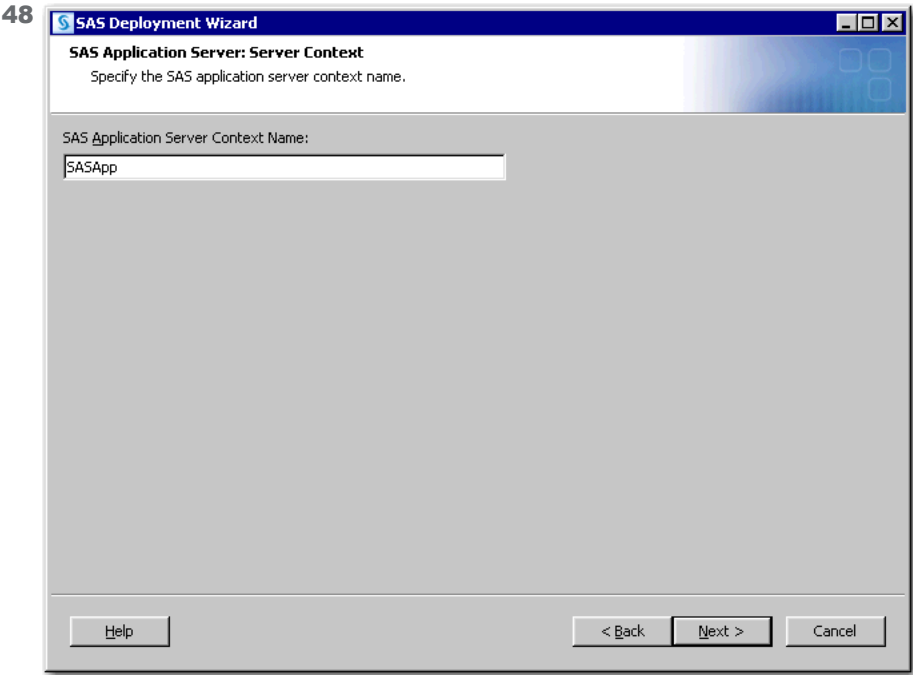 48
SAS Deployment Wizard
SAS Application Server: Server Context
Specify the SAS application server context name.
SAS Application Server Context Name:
SASApp
Help
< Back
Next >
Cancel